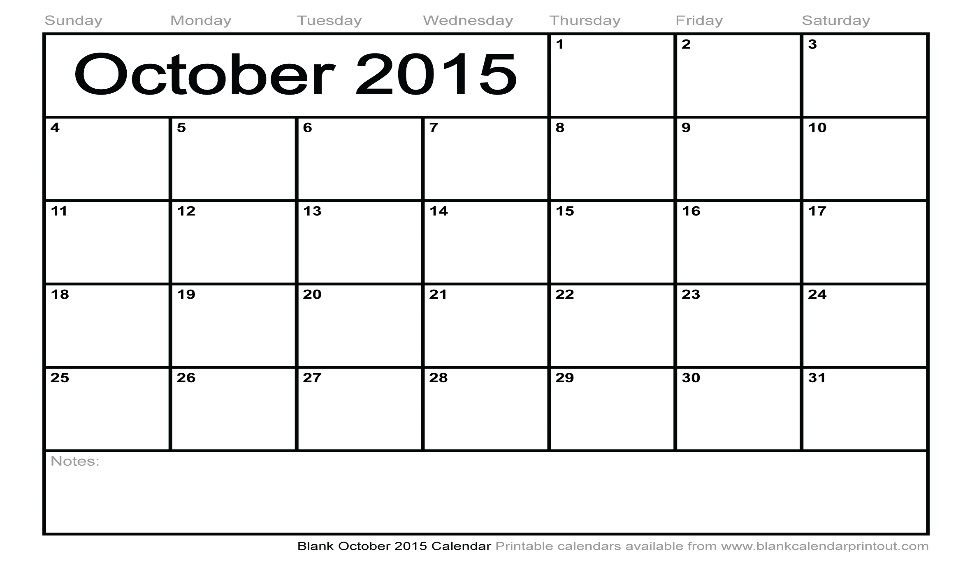 Sunday Monday Tuesday Wednesday Thursday Friday Saturday
October 2015 1 2 3
4 5 6 7 8 9 10
11 12 13 14 15 16 17
18 19 20 21 22 23 24
25 26 27 28 29 30 31
Notes:
Blank October 2015 Calendar Printable calendars available from www.blankcalendarprintout.com